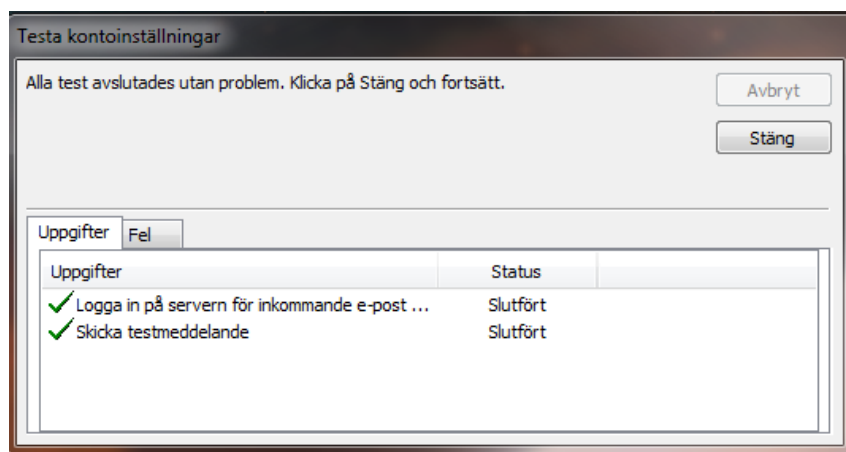 Testa kontoinställningar
Alla test avslutades utan problem. Klicka på Stäng och fortsätt.
Avbryt
Stäng
Uppgifter Fel
Uppgifter Status
Logga in på servern för inkommande e-post ... Slutfört
Skicka testmeddelande Slutfört